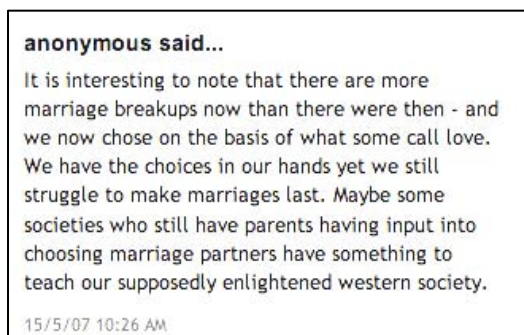 anonymous said...
It is interesting to note that there are more
marriage breakups now than there were then - and
we now chose on the basis of what some call love.
We have the choices in our hands yet we still
struggle to make marriages last. Maybe some
societies who still have parents having input into
choosing marriage partners have something to
teach our supposedly enlightened western society.
15/5/07 10:26 AM